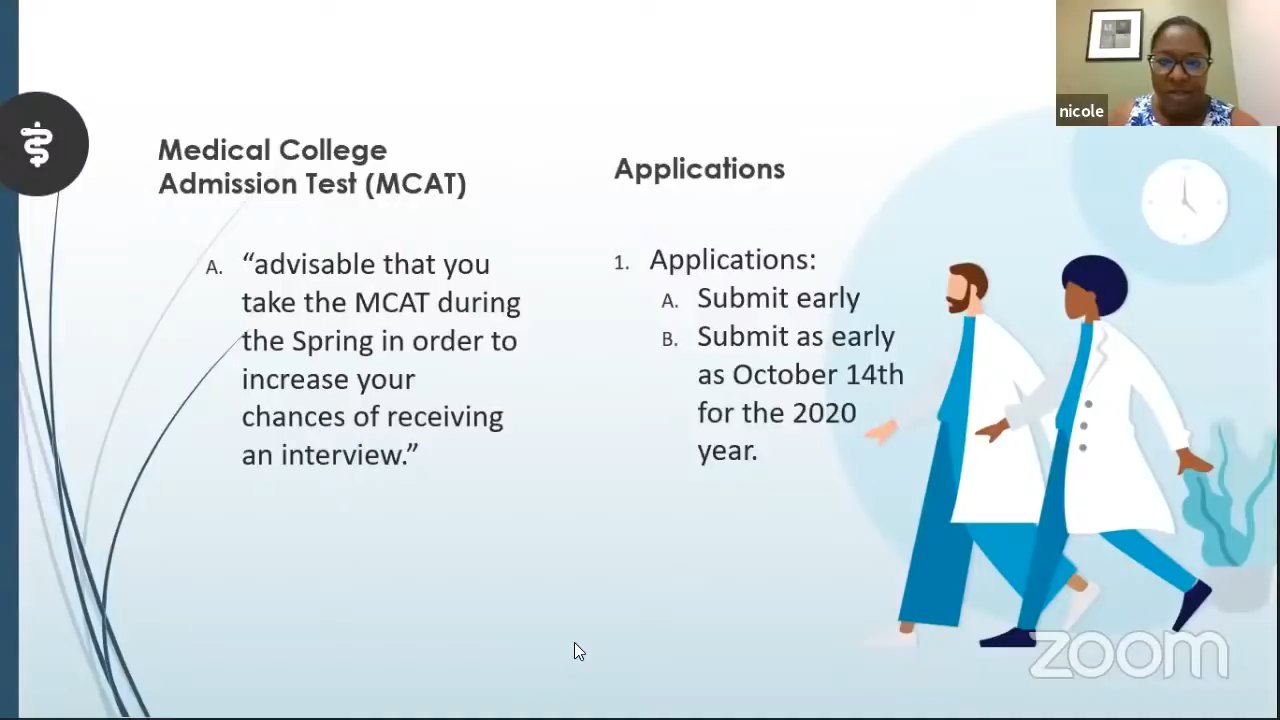 nicole
Medical College
Admission Test (MCAT)
A. “advisable that you
take the MCAT during
the Spring in order to
increase your
chances of receiving
an interview.”
Applications
1. Applications:
A. Submit early
B. Submit as early
as October 14th
for the 2020
year.
zoom